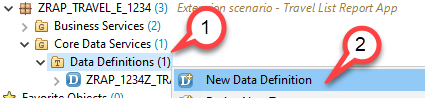 ZRAP_TRAVEL_E_1234 (3) Extension scenario - Travel List Report App
Business Services (2)
Core Data Services (1)
1
Data Definitions (1)
2
ZRAP_1234Z_TRA
New Data Definition
Favorite Objects (0)